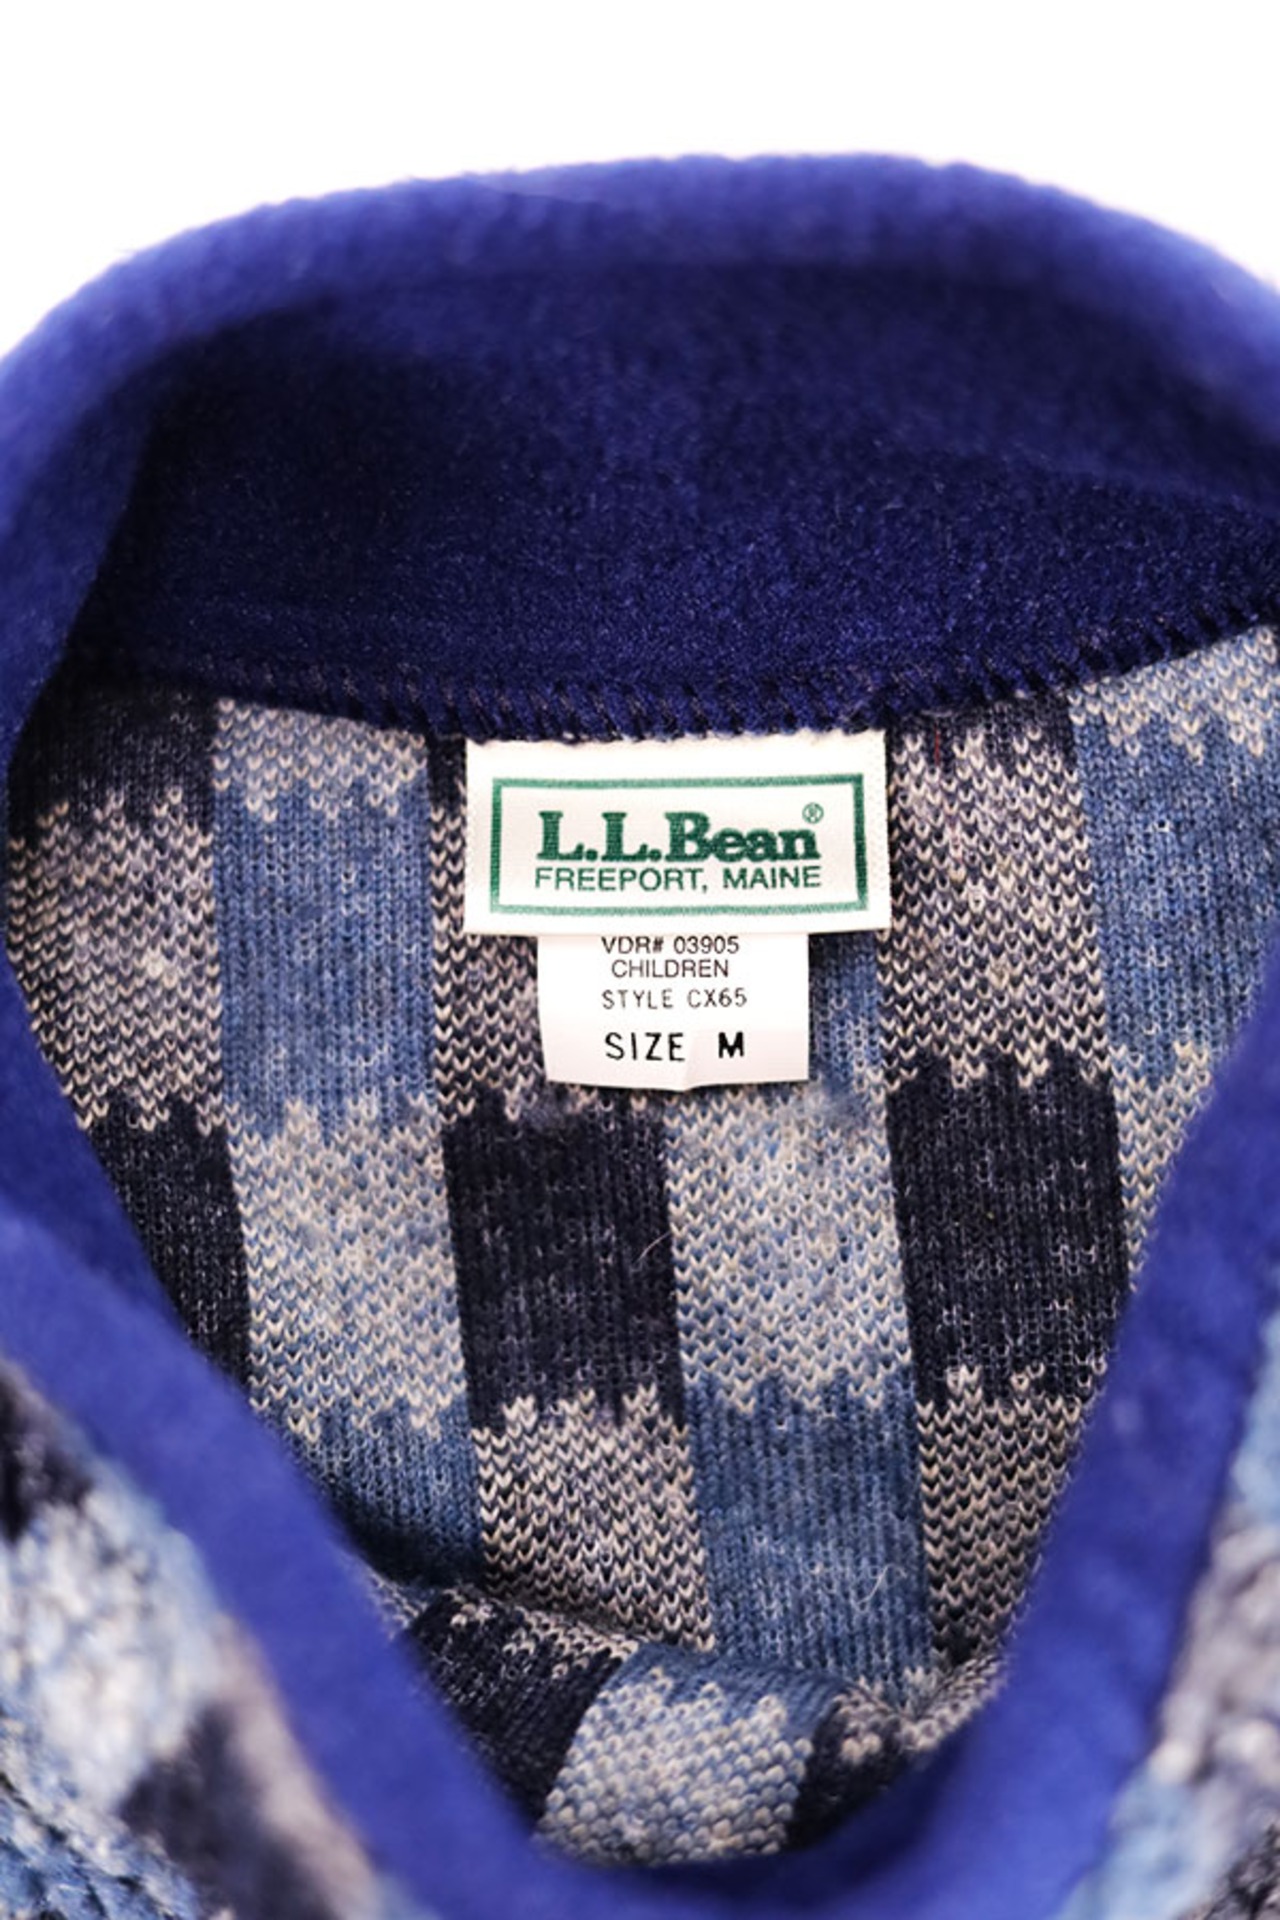 L.L.Bean®
FREEPORT, MAINE
VDR# 03905
CHILDREN
STYLE CX65
SIZE M